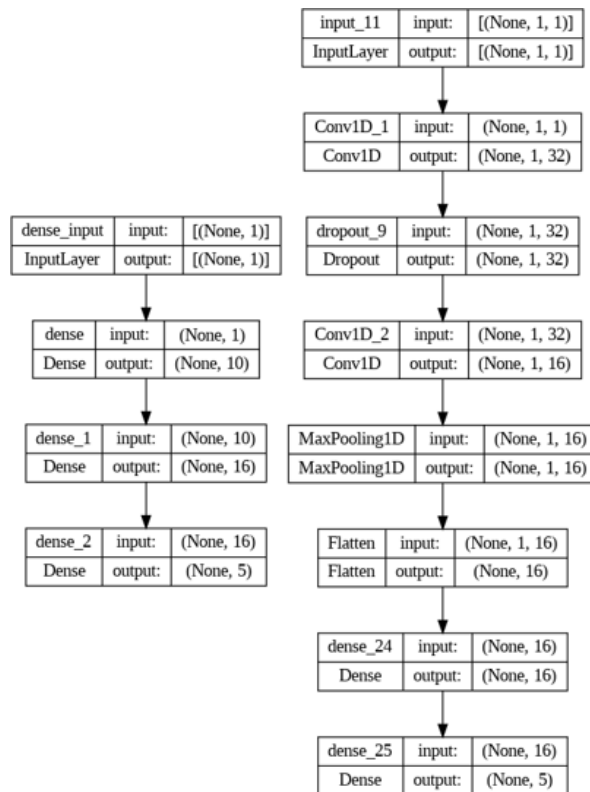 dense_input input: [(None, 1)]
InputLayer output: [(None, 1)]
dense input: (None, 1)
Dense output: (None, 10)
dense_1 input: (None, 10)
Dense output: (None, 16)
dense_2 input: (None, 16)
Dense output: (None, 5)
input_11 input: [(None, 1, 1)]
InputLayer output: [(None, 1, 1)]
Conv1D_1 input: (None, 1, 1)
Conv1D output: (None, 1, 32)
dropout_9 input: (None, 1, 32)
Dropout output: (None, 1, 32)
Conv1D_2 input: (None, 1, 32)
Conv1D output: (None, 1, 16)
MaxPooling1D input: (None, 1, 16)
MaxPooling1D output: (None, 1, 16)
Flatten input: (None, 1, 16)
Flatten output: (None, 16)
dense_24 input: (None, 16)
Dense output: (None, 16)
dense_25 input: (None, 16)
Dense output: (None, 5)